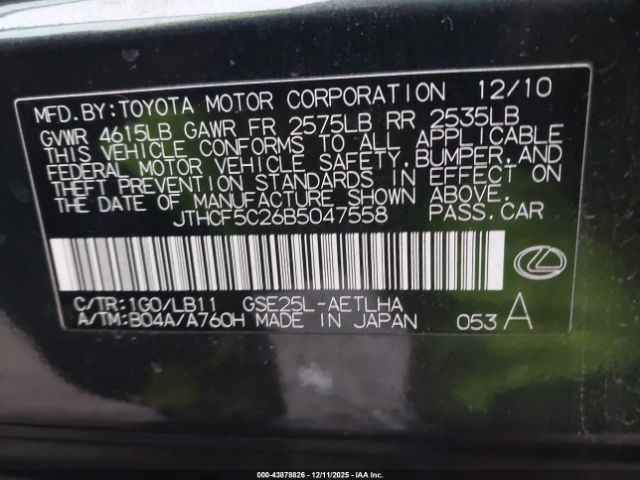 MFD.BY:TOYOTA MOTOR CORPORATION 12/10
GVWR 4615LB GAWR FR 2575LB RR 2535LB
THIS VEHICLE CONFORMS TO ALL APPLICABLE
FEDERAL MOTOR VEHICLE SAFETY,BUMPER,AND
THEFT PREVENTION STANDARDS IN EFFECT ON
THE DATE OF MANUFACTURE SHOWN ABOVE.
JTHCF5C26B5047558 PASS.CAR
C/TR:1G0/LB11 GSE25L-AETLHA
A/TM:B04A/A760H MADE IN JAPAN 053 A
000-43878826 - 12/11/2025 - IAA Inc.